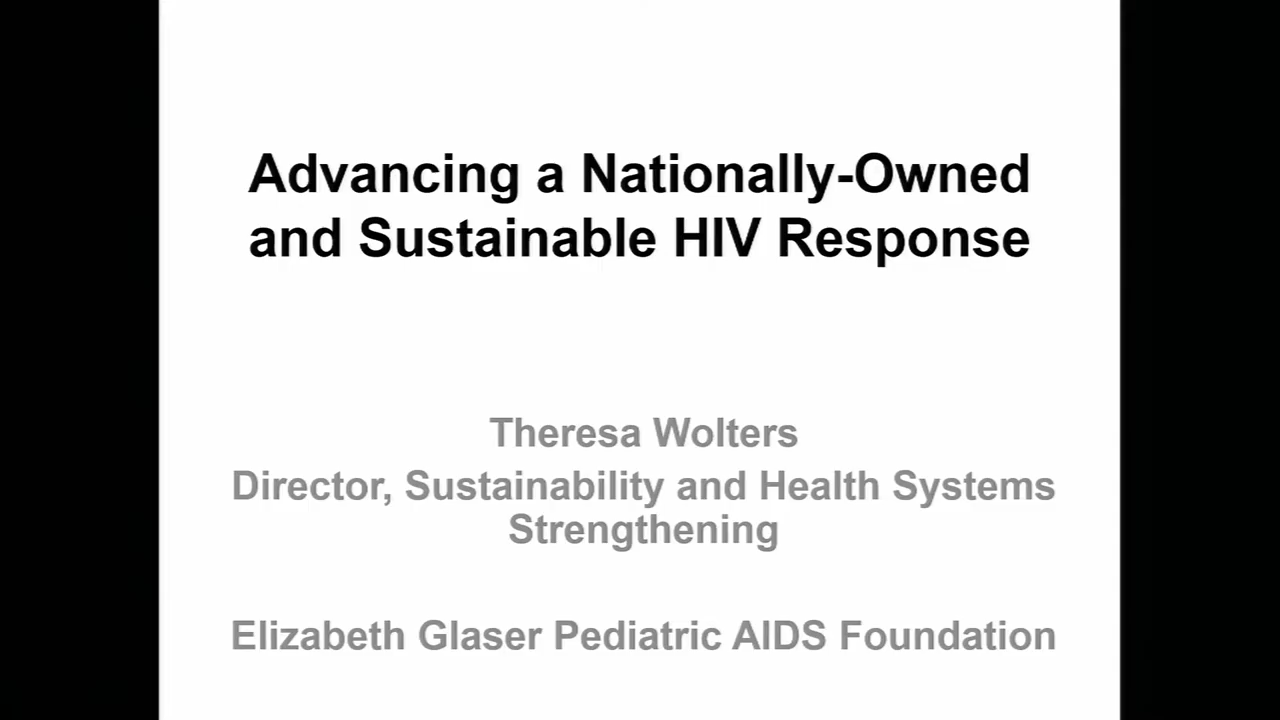 Advancing a Nationally-Owned
and Sustainable HIV Response
Theresa Wolters
Director, Sustainability and Health Systems
Strengthening
Elizabeth Glaser Pediatric AIDS Foundation